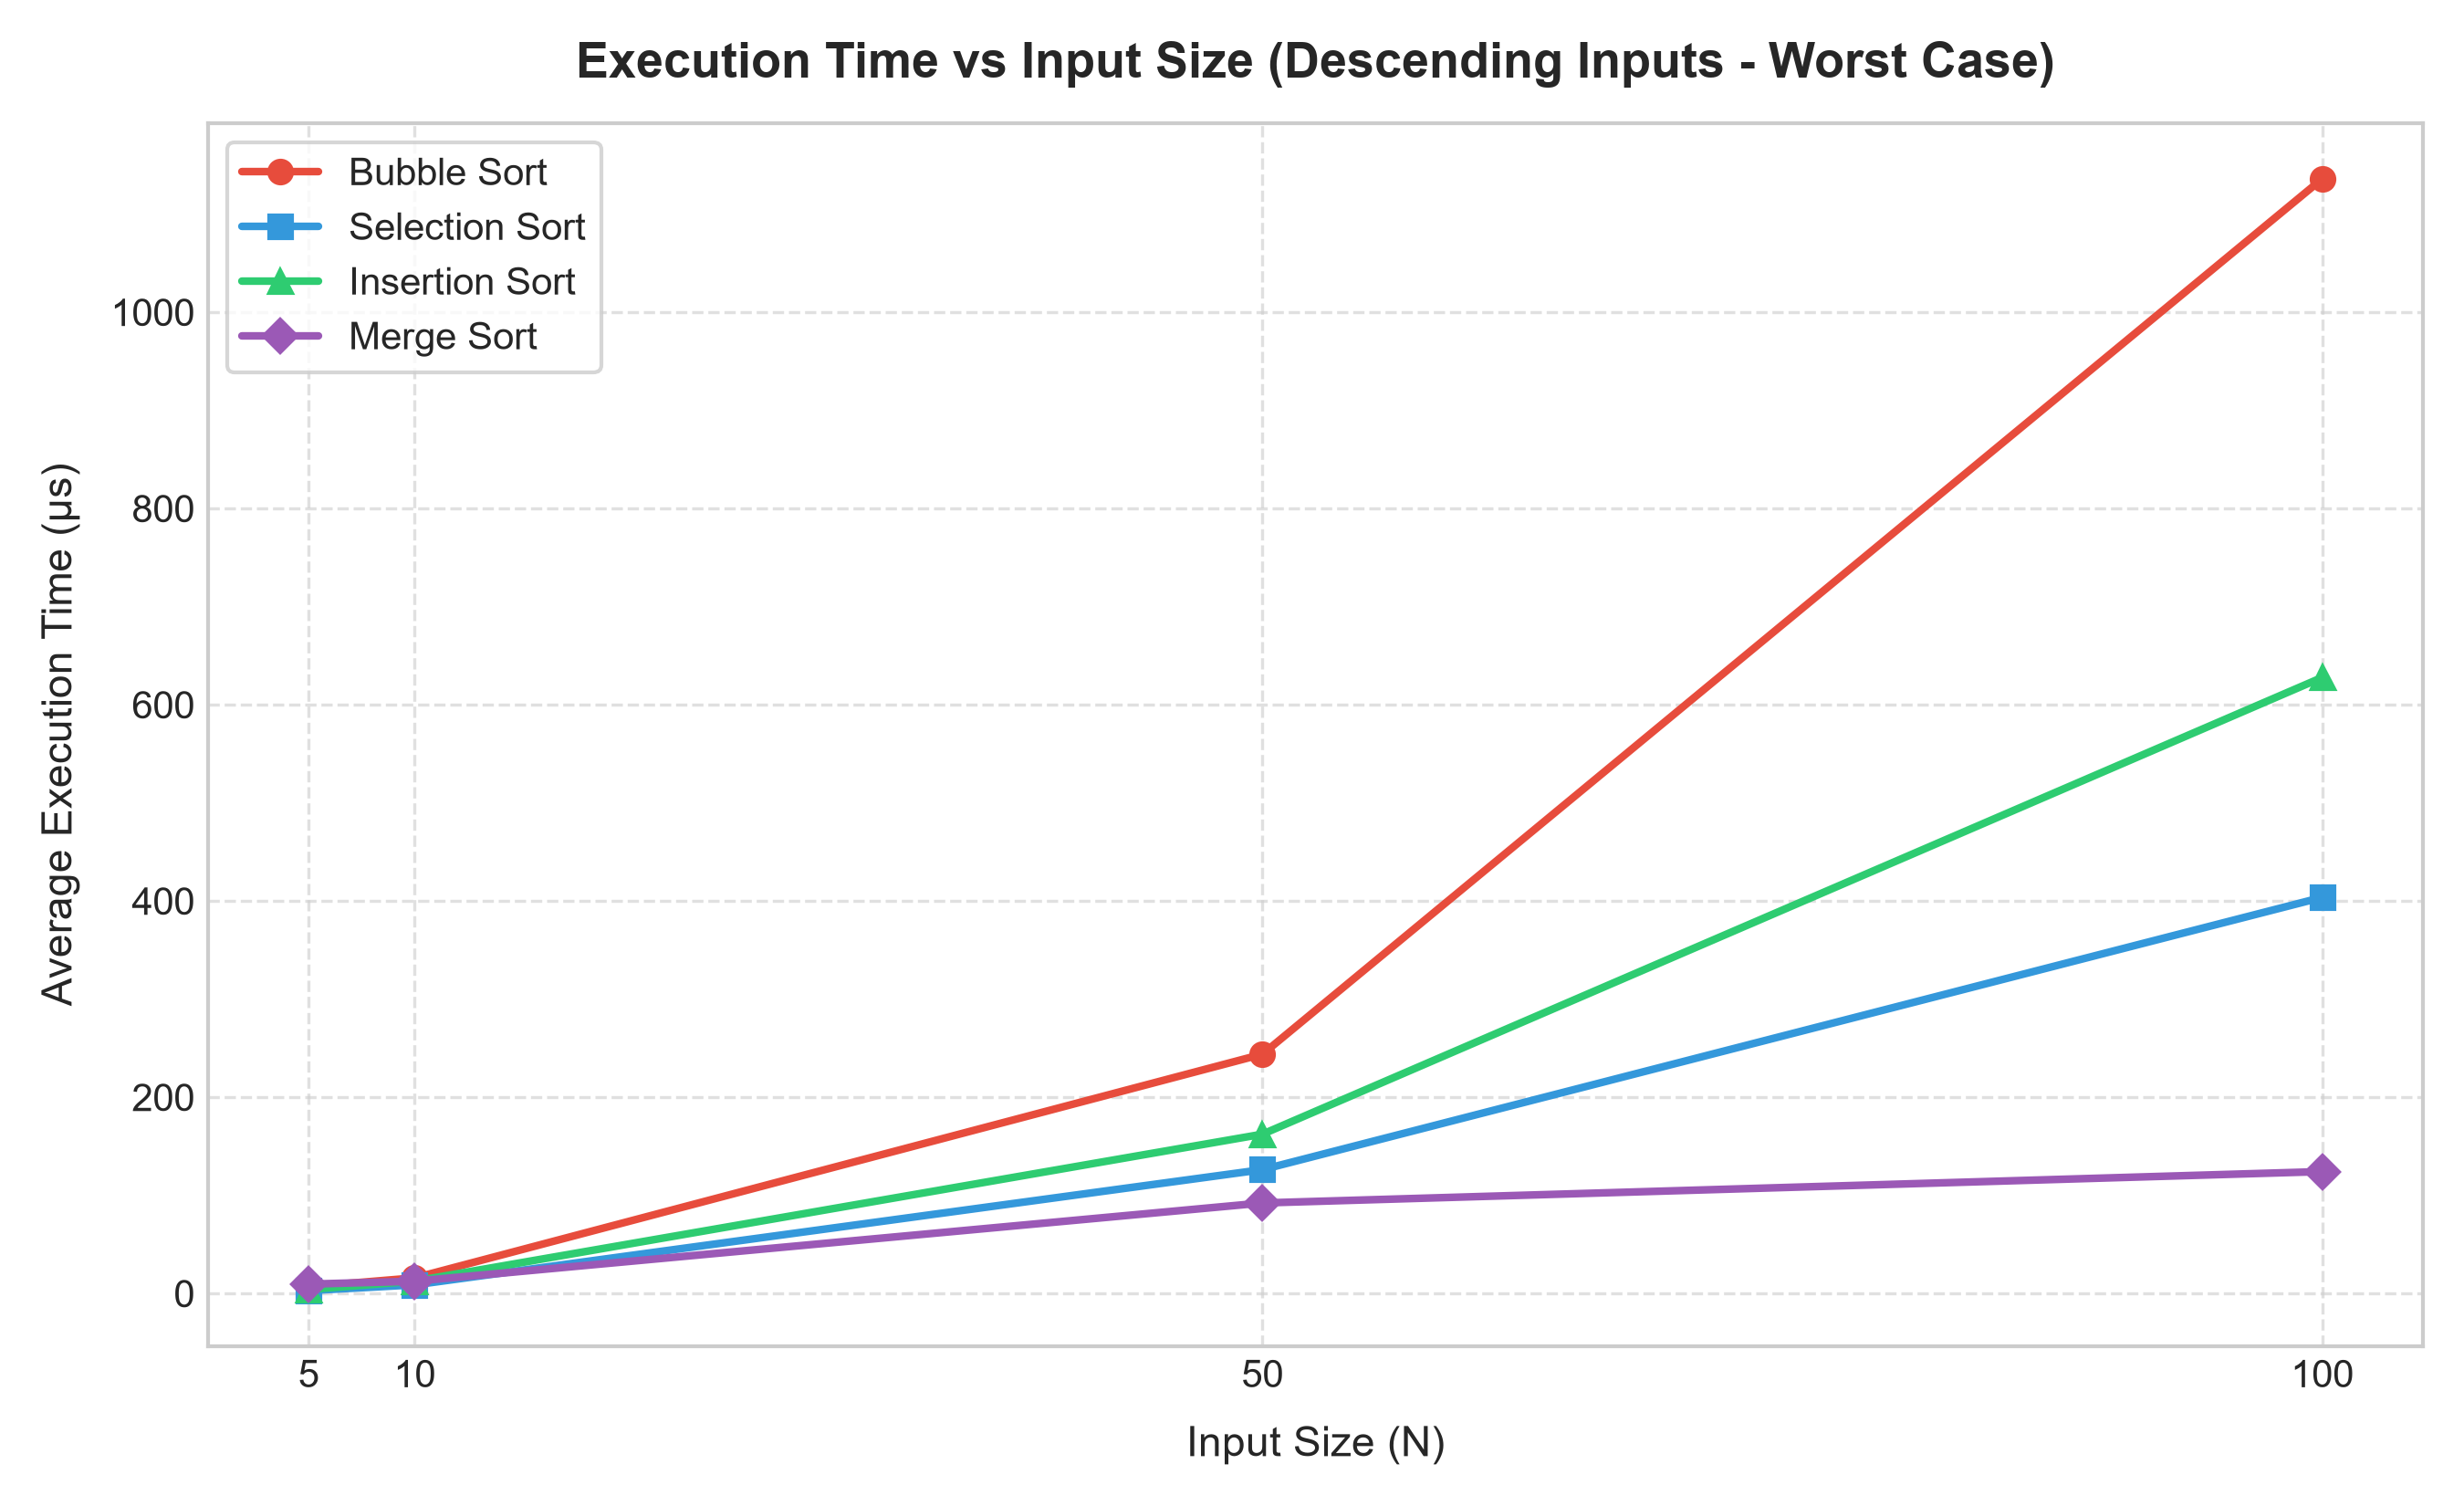 Execution Time vs Input Size (Descending Inputs - Worst Case)
Bubble Sort
Selection Sort
Insertion Sort
Merge Sort
Average Execution Time (µs)
1000
800
600
400
200
0
5 10 50 100
Input Size (N)